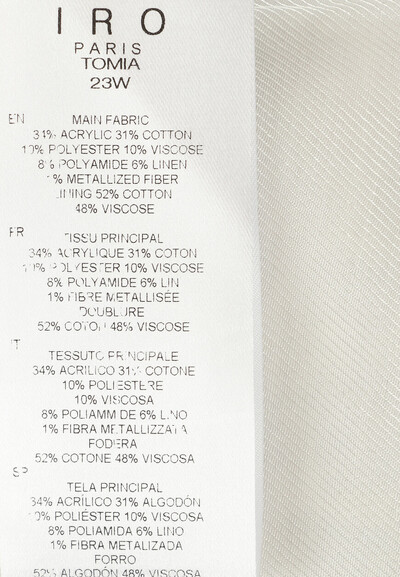 IRO
PARIS
TOMIA
23W
EN
MAIN FABRIC
34% ACRYLIC 31% COTTON
10% POLYESTER 10% VISCOSE
8% POLYAMIDE 6% LINEN
1% METALLIZED FIBER
LINING 52% COTTON
48% VISCOSE
FR
TISSU PRINCIPAL
34% ACRYLIQUE 31% COTON
10% POLYESTER 10% VISCOSE
8% POLYAMIDE 6% LIN
1% FIBRE METALLISÉE
DOUBLURE
52% COTON 48% VISCOSE
IT
TESSUTO PRINCIPALE
34% ACRILICO 31% COTONE
10% POLIESTERE
10% VISCOSA
8% POLIAMMIDE 6% LINO
1% FIBRA METALLIZZATA
FODERA
52% COTONE 48% VISCOSA
SP
TELA PRINCIPAL
34% ACRÍLICO 31% ALGODÓN
10% POLIÉSTER 10% VISCOSA
8% POLIAMIDA 6% LINO
1% FIBRA METALIZADA
FORRO
52% ALGODÓN 48% VISCOSA